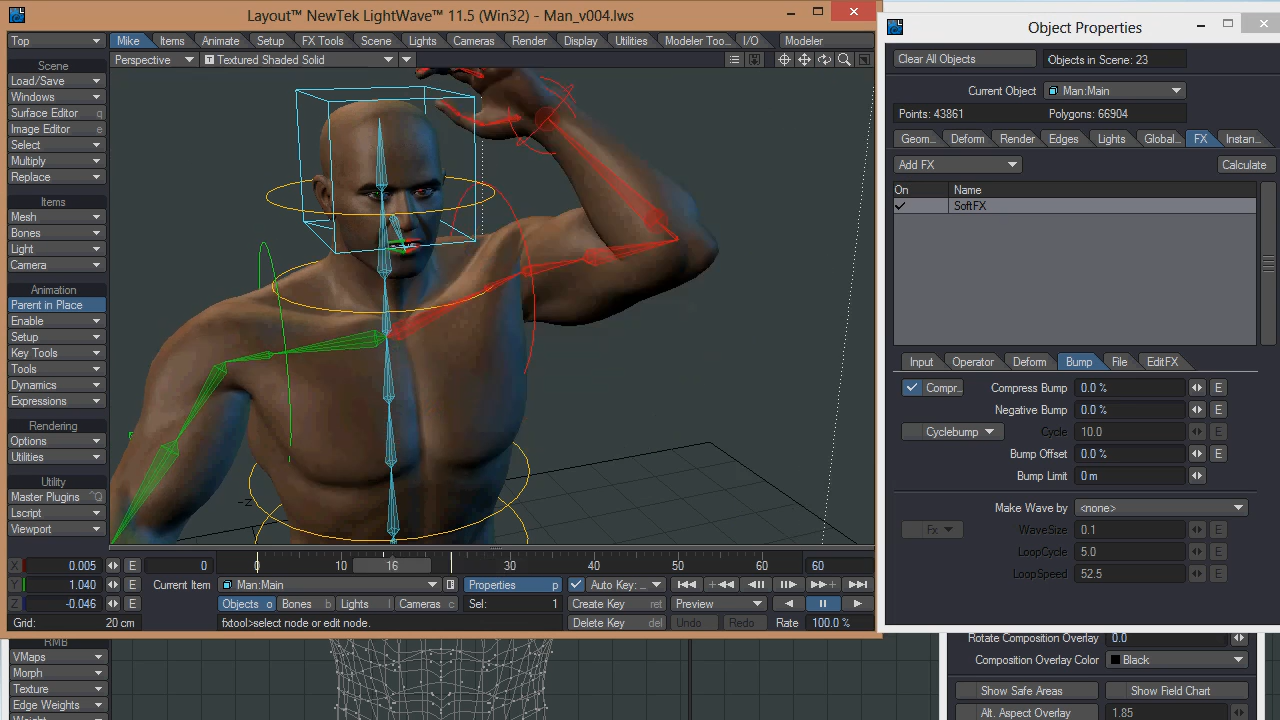 Layout™ NewTek LightWave™ 11.5 (Win32) - Man_v004.lws
Top
Mike Items Animate Setup FX Tools Scene Lights Cameras Render Display Utilities Modeler Too... I/O Modeler
Perspective Textured Shaded Solid
Scene
Load/Save
Windows
Surface Editor q
Image Editor e
Select
Multiply
Replace
Items
Mesh
Bones
Light
Camera
Animation
Parent in Place
Enable
Setup
Key Tools
Tools
Dynamics
Expressions
Rendering
Options
Utilities
Utility
Master Plugins ^Q
Lscript
Viewport
-Z
X 0.005 E 0 0 10 16 30 40 50 60 60
Y 1.040 E Current Item Man:Main Properties p Auto Key: ...
Z -0.046 E Objects o Bones b Lights l Cameras c Sel: 1 Create Key ret Preview
Grid: 20 cm fxtool>select node or edit node. Delete Key del Undo Redo Rate 100.0 %
Object Properties
Clear All Objects Objects in Scene: 23
Current Object Man:Main
Points: 43861 Polygons: 66904
Geom... Deform Render Edges Lights Global... FX Instan...
Add FX Calculate
On Name
SoftFX
Input Operator Deform Bump File EditFX
Compr... Compress Bump 0.0 % E
Negative Bump 0.0 % E
Cyclebump Cycle 10.0 E
Bump Offset 0.0 % E
Bump Limit 0 m
Make Wave by <none>
Fx WaveSize 0.1 E
LoopCycle 5.0 E
LoopSpeed 52.5 E
RMB
VMaps
Morph
Texture
Edge Weights
Rotate Composition Overlay 0.0
Composition Overlay Color Black
Show Safe Areas Show Field Chart
Alt. Aspect Overlay 1.85